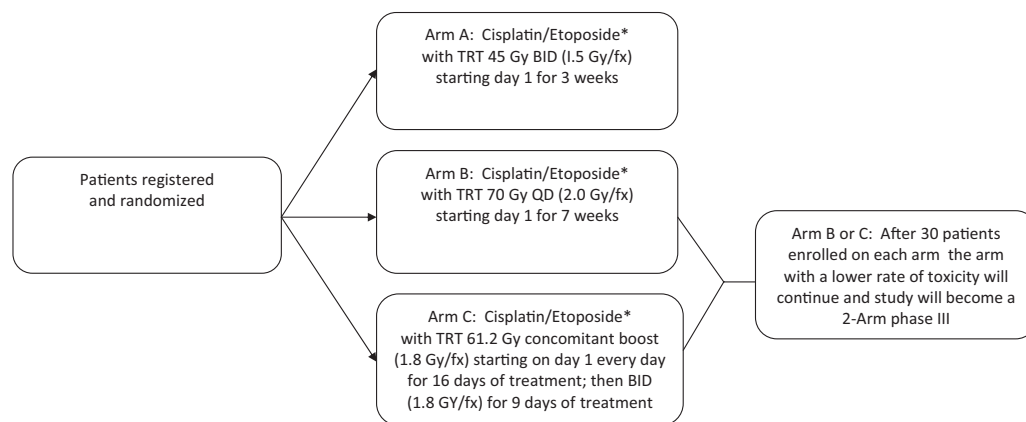 Arm A: Cisplatin/Etoposide*
with TRT 45 Gy BID (I.5 Gy/fx)
starting day 1 for 3 weeks
Patients registered
and randomized
Arm B: Cisplatin/Etoposide*
with TRT 70 Gy QD (2.0 Gy/fx)
starting day 1 for 7 weeks
Arm C: Cisplatin/Etoposide*
with TRT 61.2 Gy concomitant boost
(1.8 Gy/fx) starting on day 1 every day
for 16 days of treatment; then BID
(1.8 GY/fx) for 9 days of treatment
Arm B or C: After 30 patients
enrolled on each arm the arm
with a lower rate of toxicity will
continue and study will become a
2-Arm phase III